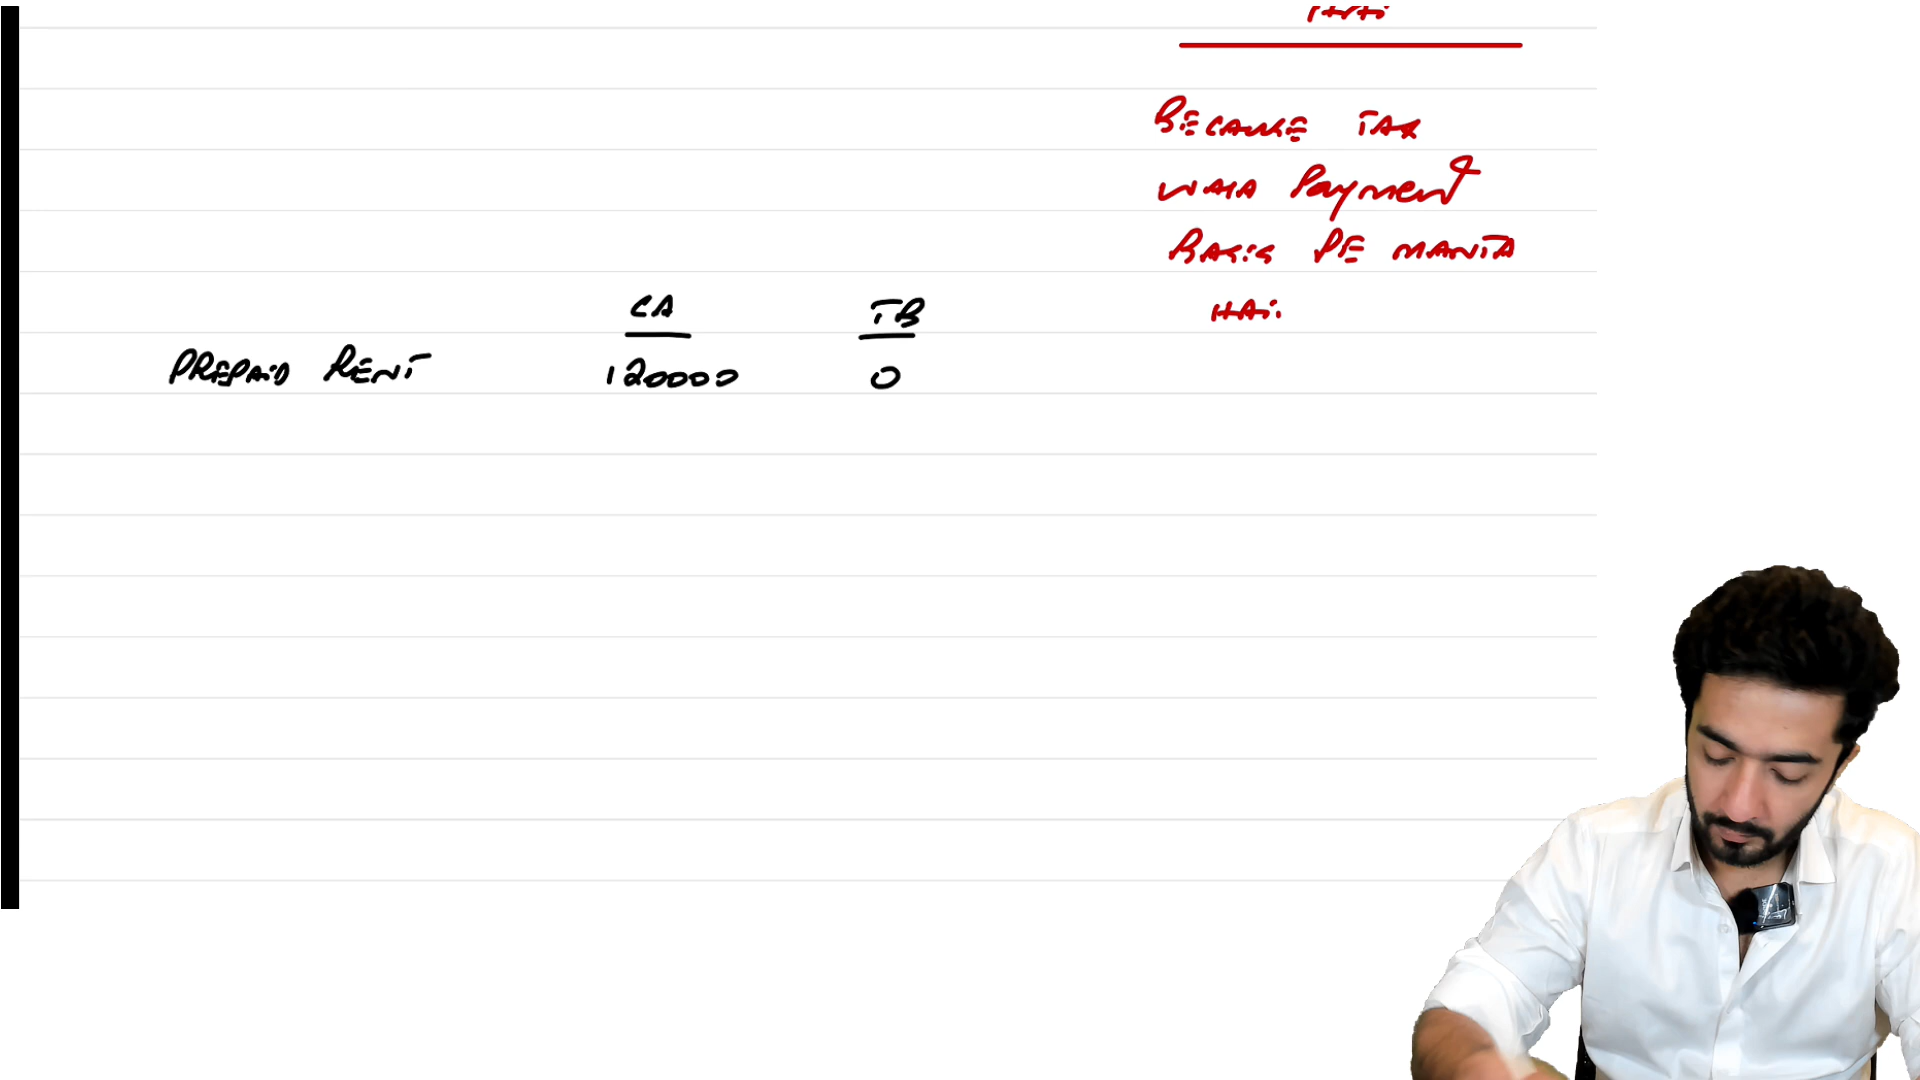 BECAUSE TAX
WALA Payment
BASIS PE MANTA
HAI.
CA TB
PREPAID RENT 120000 0